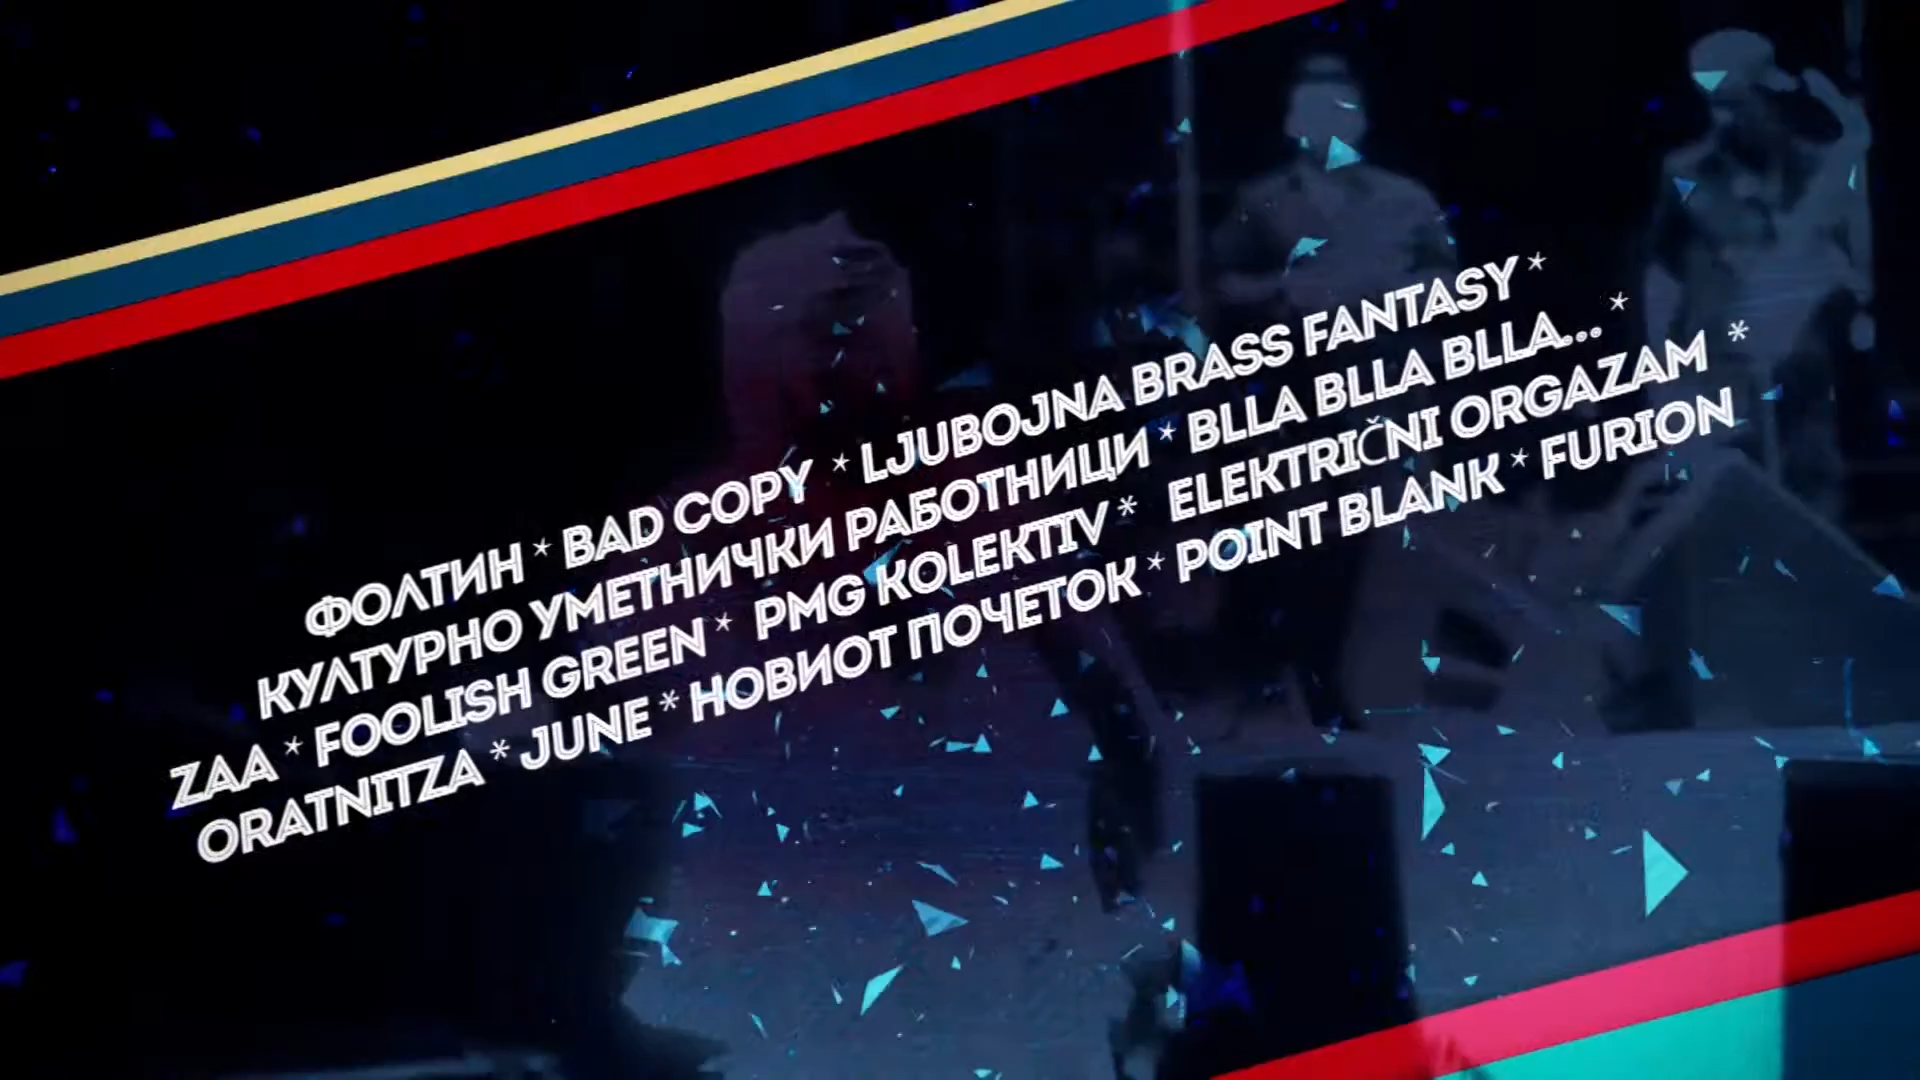 ФОЛТИН * BAD COPY * LJUBOJNA BRASS FANTASY *
КУЛТУРНО УМЕТНИЧКИ РАБОТНИЦИ * BLLA BLLA BLLA... *
ZAA * FOOLISH GREEN * PMG KOLEKTIV * ELEKTRIČNI ORGAZAM *
ORATNITZA * JUNE * НОВИОТ ПОЧЕТОК * POINT BLANK * FURION